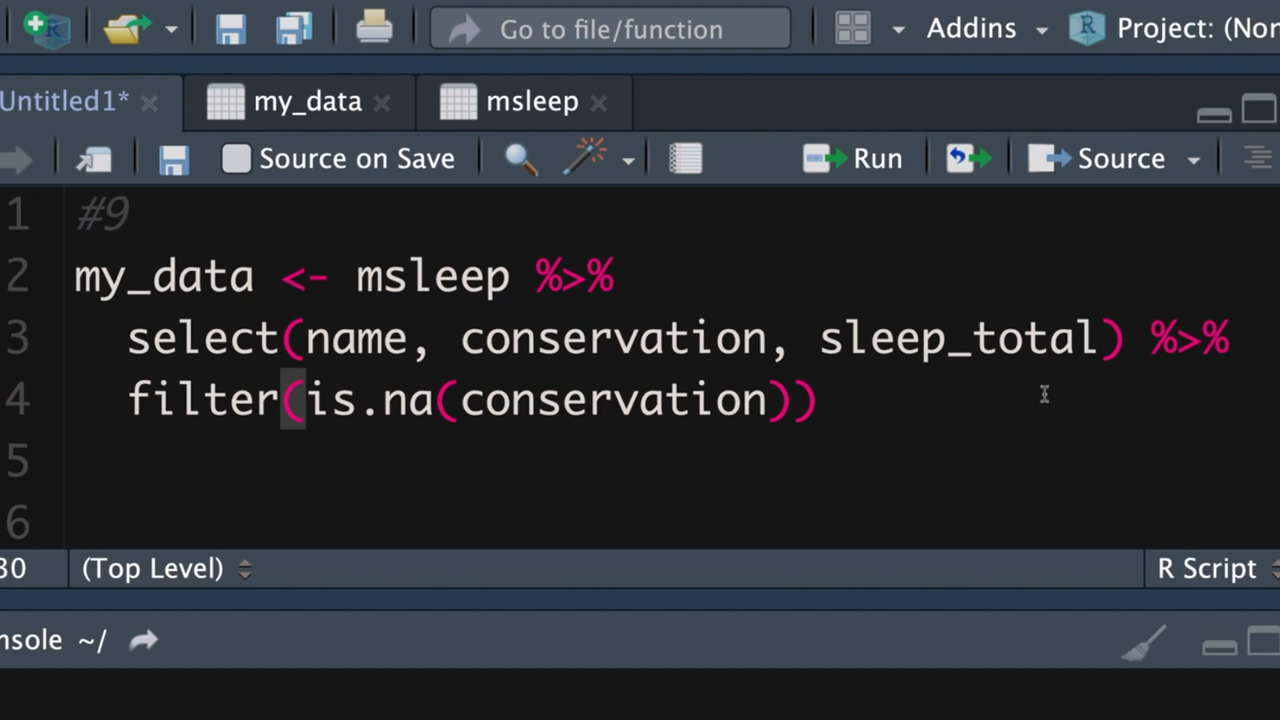 Go to file/function Addins Project: (Nor
Untitled1* my_data msleep
Source on Save Run Source
1 #9
2 my_data <- msleep %>%
3 select(name, conservation, sleep_total) %>%
4 filter(is.na(conservation))
5
6
30 (Top Level) R Script
nsole ~/